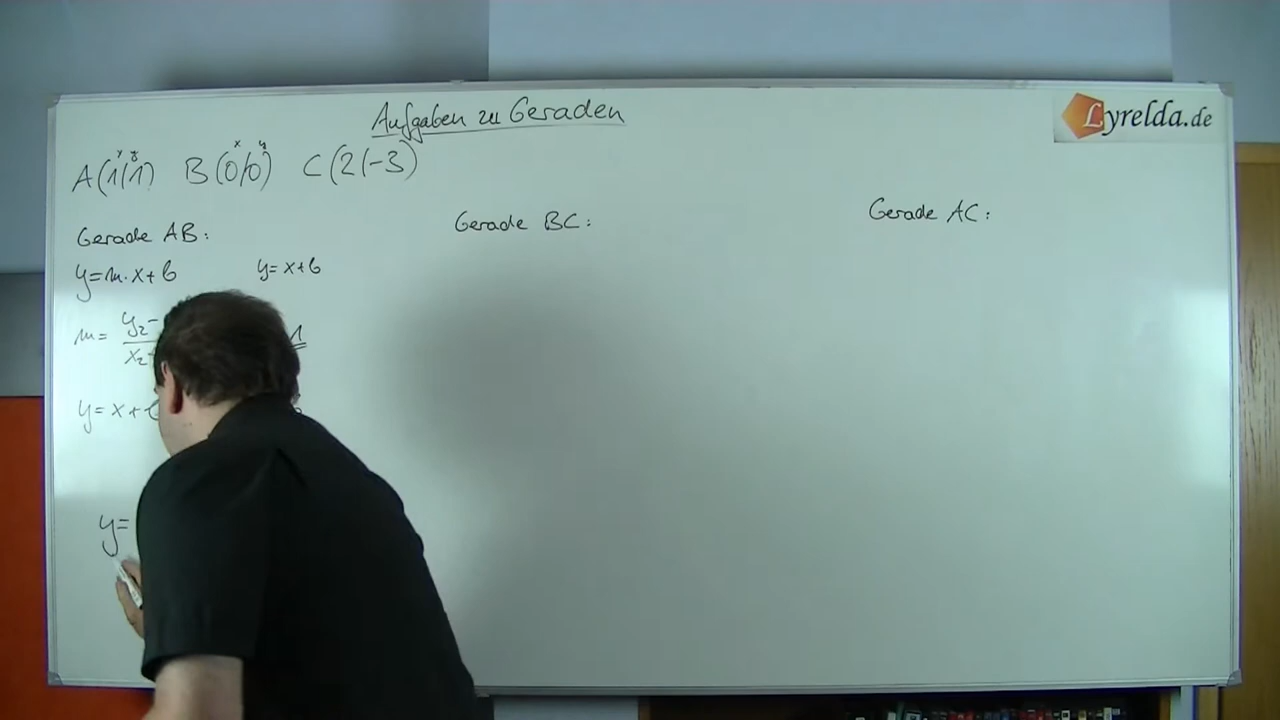 Aufgaben zu Geraden
Lyrelda.de
x y x y
A(1|1) B(0|0) C(2|-3)
Gerade AB:
Gerade BC:
Gerade AC:
y=m·x+b y=x+b
m= y2-
x2
1
y=x+
y=